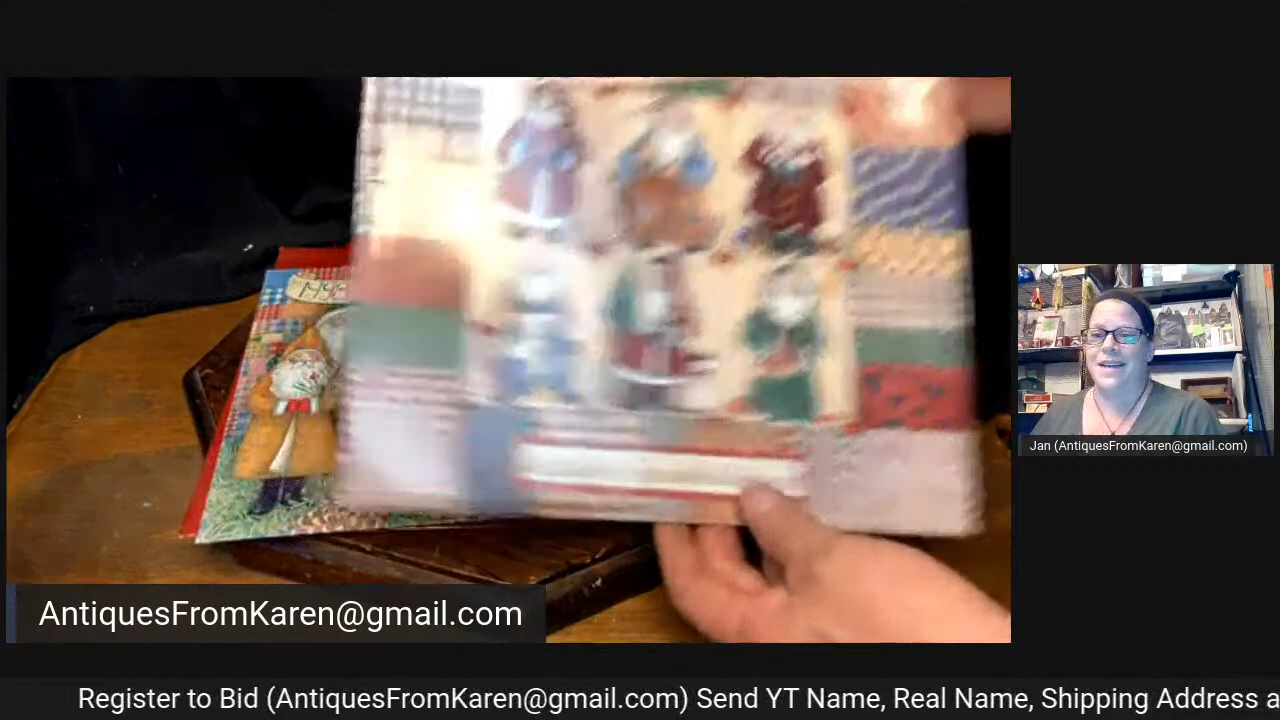 Jan (AntiquesFromKaren@gmail.com)
AntiquesFromKaren@gmail.com
Register to Bid (AntiquesFromKaren@gmail.com) Send YT Name, Real Name, Shipping Address a